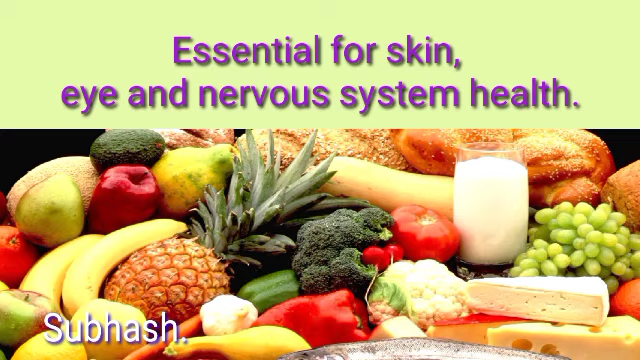 Essential for skin,
eye and nervous system health.
Subhash.